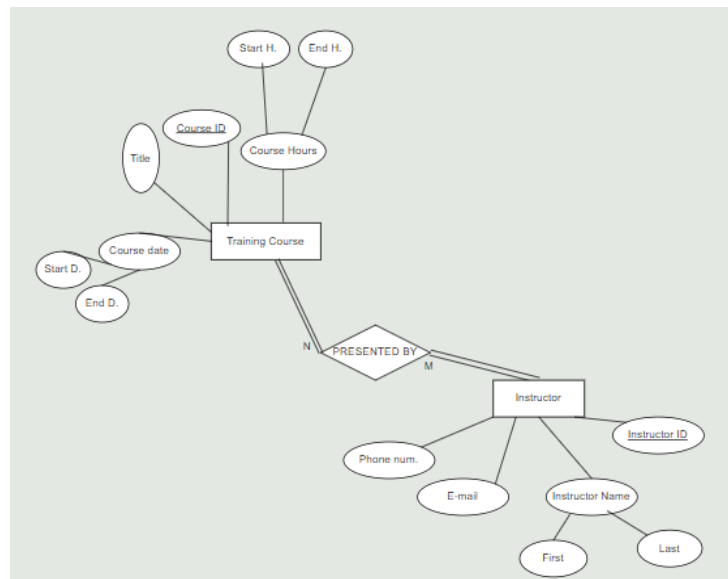 Start H.
End H.
Course ID
Title
Course Hours
Training Course
Course date
Start D.
End D.
N
PRESENTED BY
M
Instructor
Instructor ID
Phone num.
E-mail
Instructor Name
First
Last